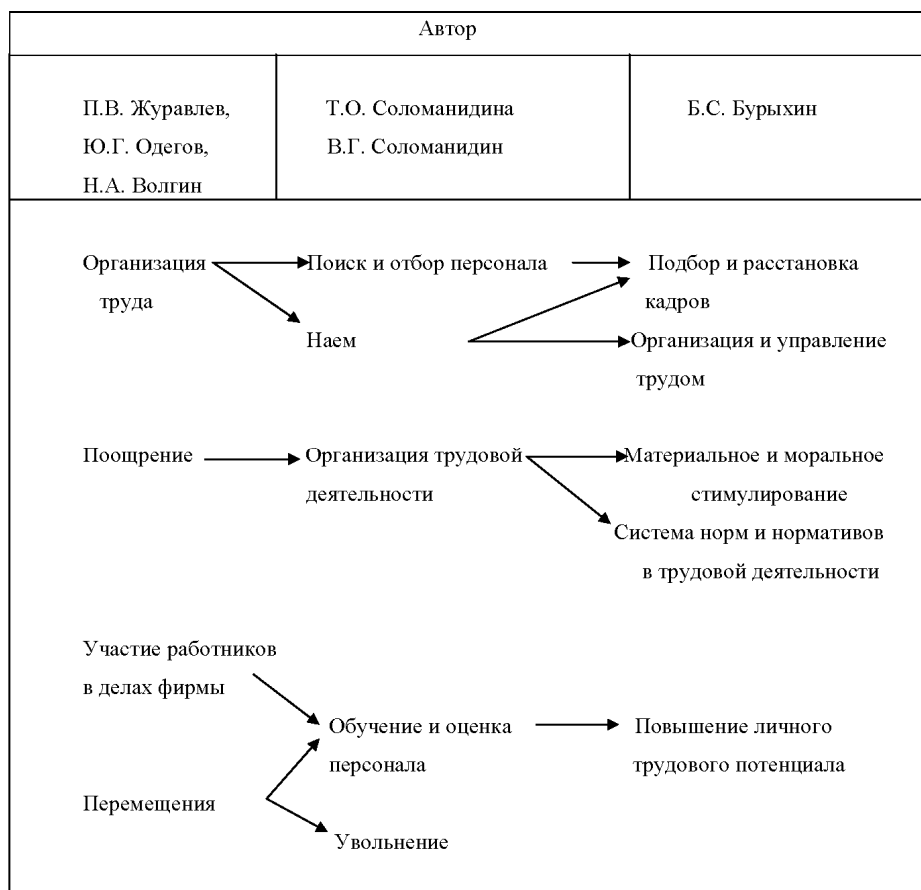 Автор
П.В. Журавлев,
Ю.Г. Одегов,
Н.А. Волгин
Т.О. Соломанидина
В.Г. Соломанидин
Б.С. Бурыхин
Организация
труда
Поиск и отбор персонала
Подбор и расстановка
кадров
Наем
Организация и управление
трудом
Поощрение
Организация трудовой
деятельности
Материальное и моральное
стимулирование
Система норм и нормативов
в трудовой деятельности
Участие работников
в делах фирмы
Обучение и оценка
персонала
Повышение личного
трудового потенциала
Перемещения
Увольнение